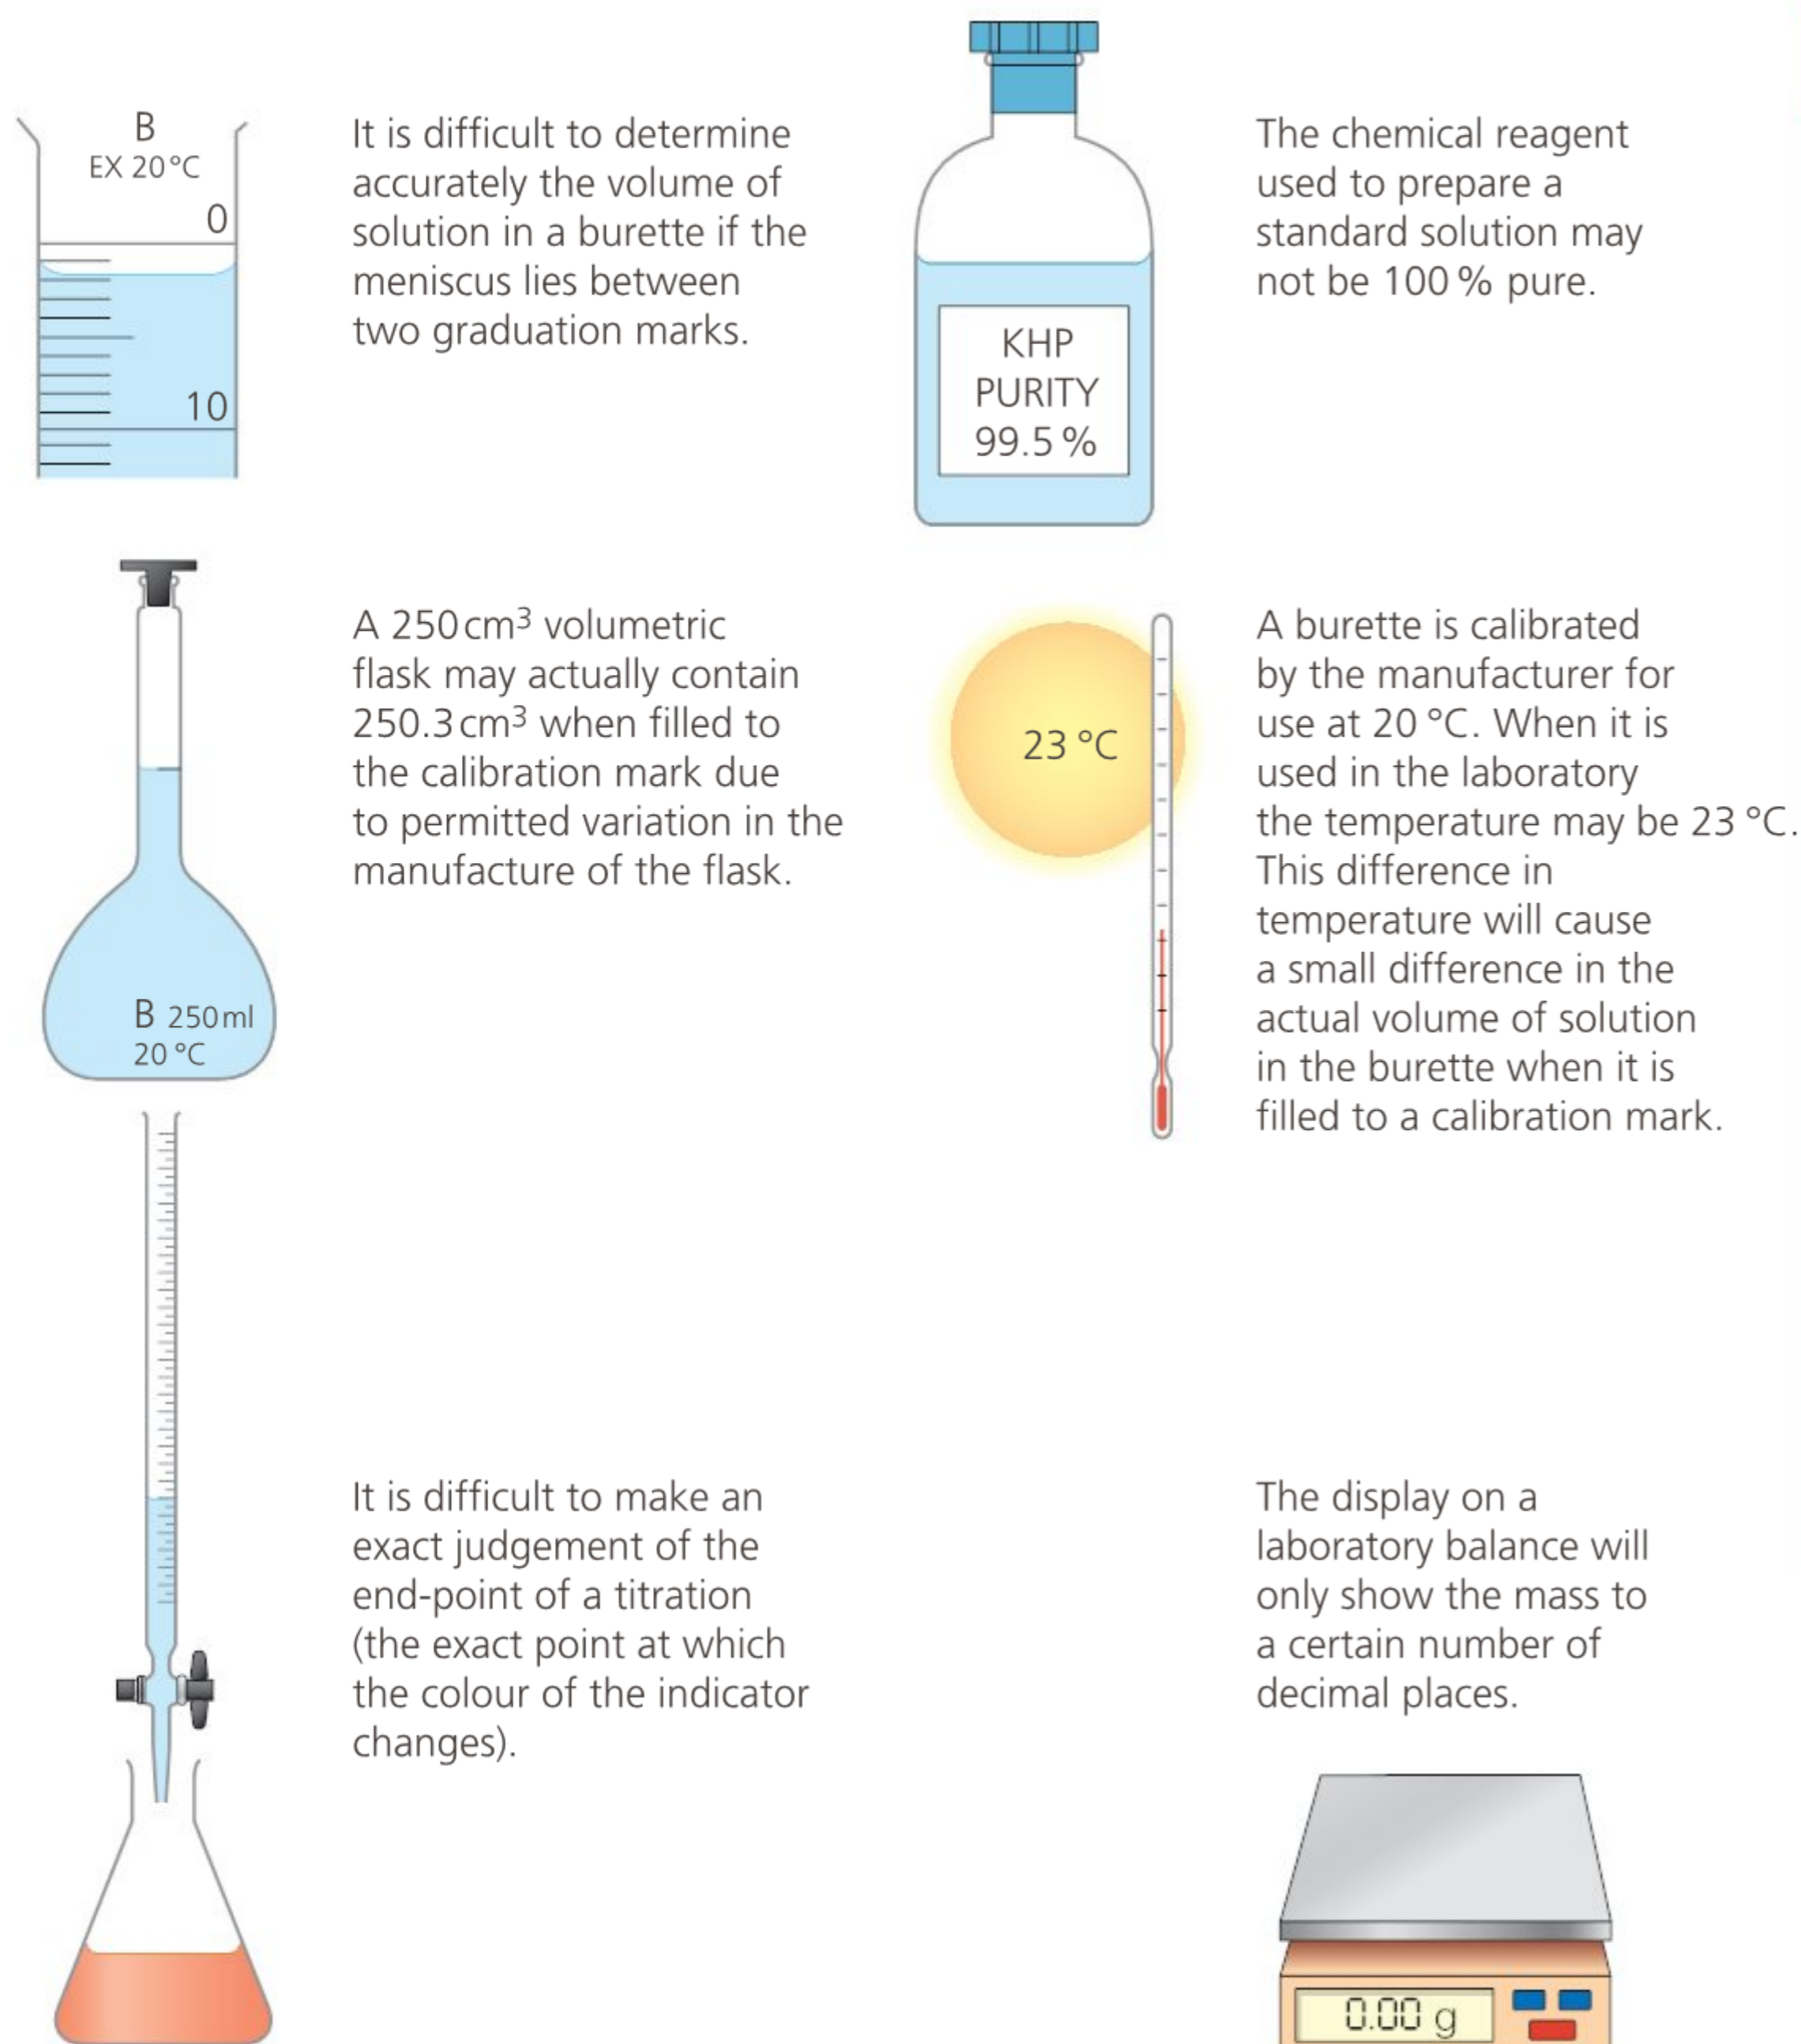 B
EX 20 °C
0
10
It is difficult to determine
accurately the volume of
solution in a burette if the
meniscus lies between
two graduation marks.
KHP
PURITY
99.5 %
The chemical reagent
used to prepare a
standard solution may
not be 100 % pure.
B 250 ml
20 °C
A 250 cm³ volumetric
flask may actually contain
250.3 cm³ when filled to
the calibration mark due
to permitted variation in the
manufacture of the flask.
23 °C
A burette is calibrated
by the manufacturer for
use at 20 °C. When it is
used in the laboratory
the temperature may be 23 °C.
This difference in
temperature will cause
a small difference in the
actual volume of solution
in the burette when it is
filled to a calibration mark.
It is difficult to make an
exact judgement of the
end-point of a titration
(the exact point at which
the colour of the indicator
changes).
The display on a
laboratory balance will
only show the mass to
a certain number of
decimal places.
0.00 g